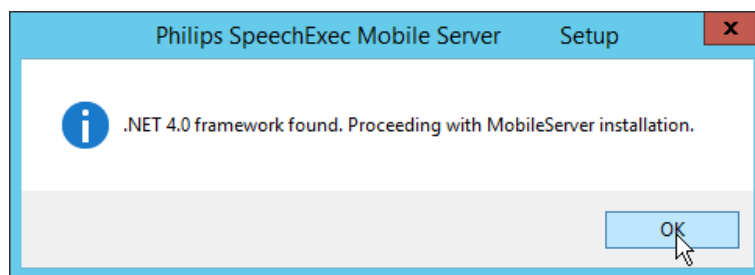 Philips SpeechExec Mobile Server Setup
x
.NET 4.0 framework found. Proceeding with MobileServer installation.
OK